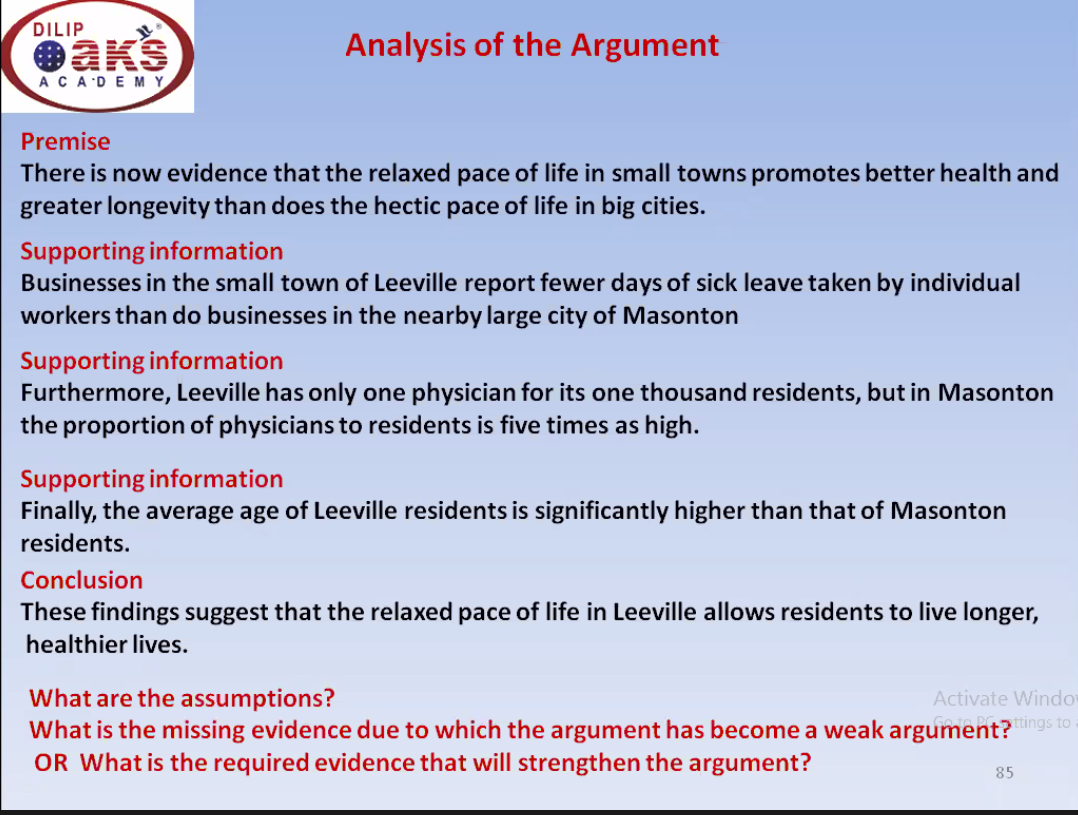 DILIP
oaks
ACADEMY
Analysis of the Argument
Premise
There is now evidence that the relaxed pace of life in small towns promotes better health and
greater longevity than does the hectic pace of life in big cities.
Supporting information
Businesses in the small town of Leeville report fewer days of sick leave taken by individual
workers than do businesses in the nearby large city of Masonton
Supporting information
Furthermore, Leeville has only one physician for its one thousand residents, but in Masonton
the proportion of physicians to residents is five times as high.
Supporting information
Finally, the average age of Leeville residents is significantly higher than that of Masonton
residents.
Conclusion
These findings suggest that the relaxed pace of life in Leeville allows residents to live longer,
healthier lives.
What are the assumptions?
Activate Windo
What is the missing evidence due to which the argument has become a weak argument?
Go to PC settings to
OR What is the required evidence that will strengthen the argument?
85